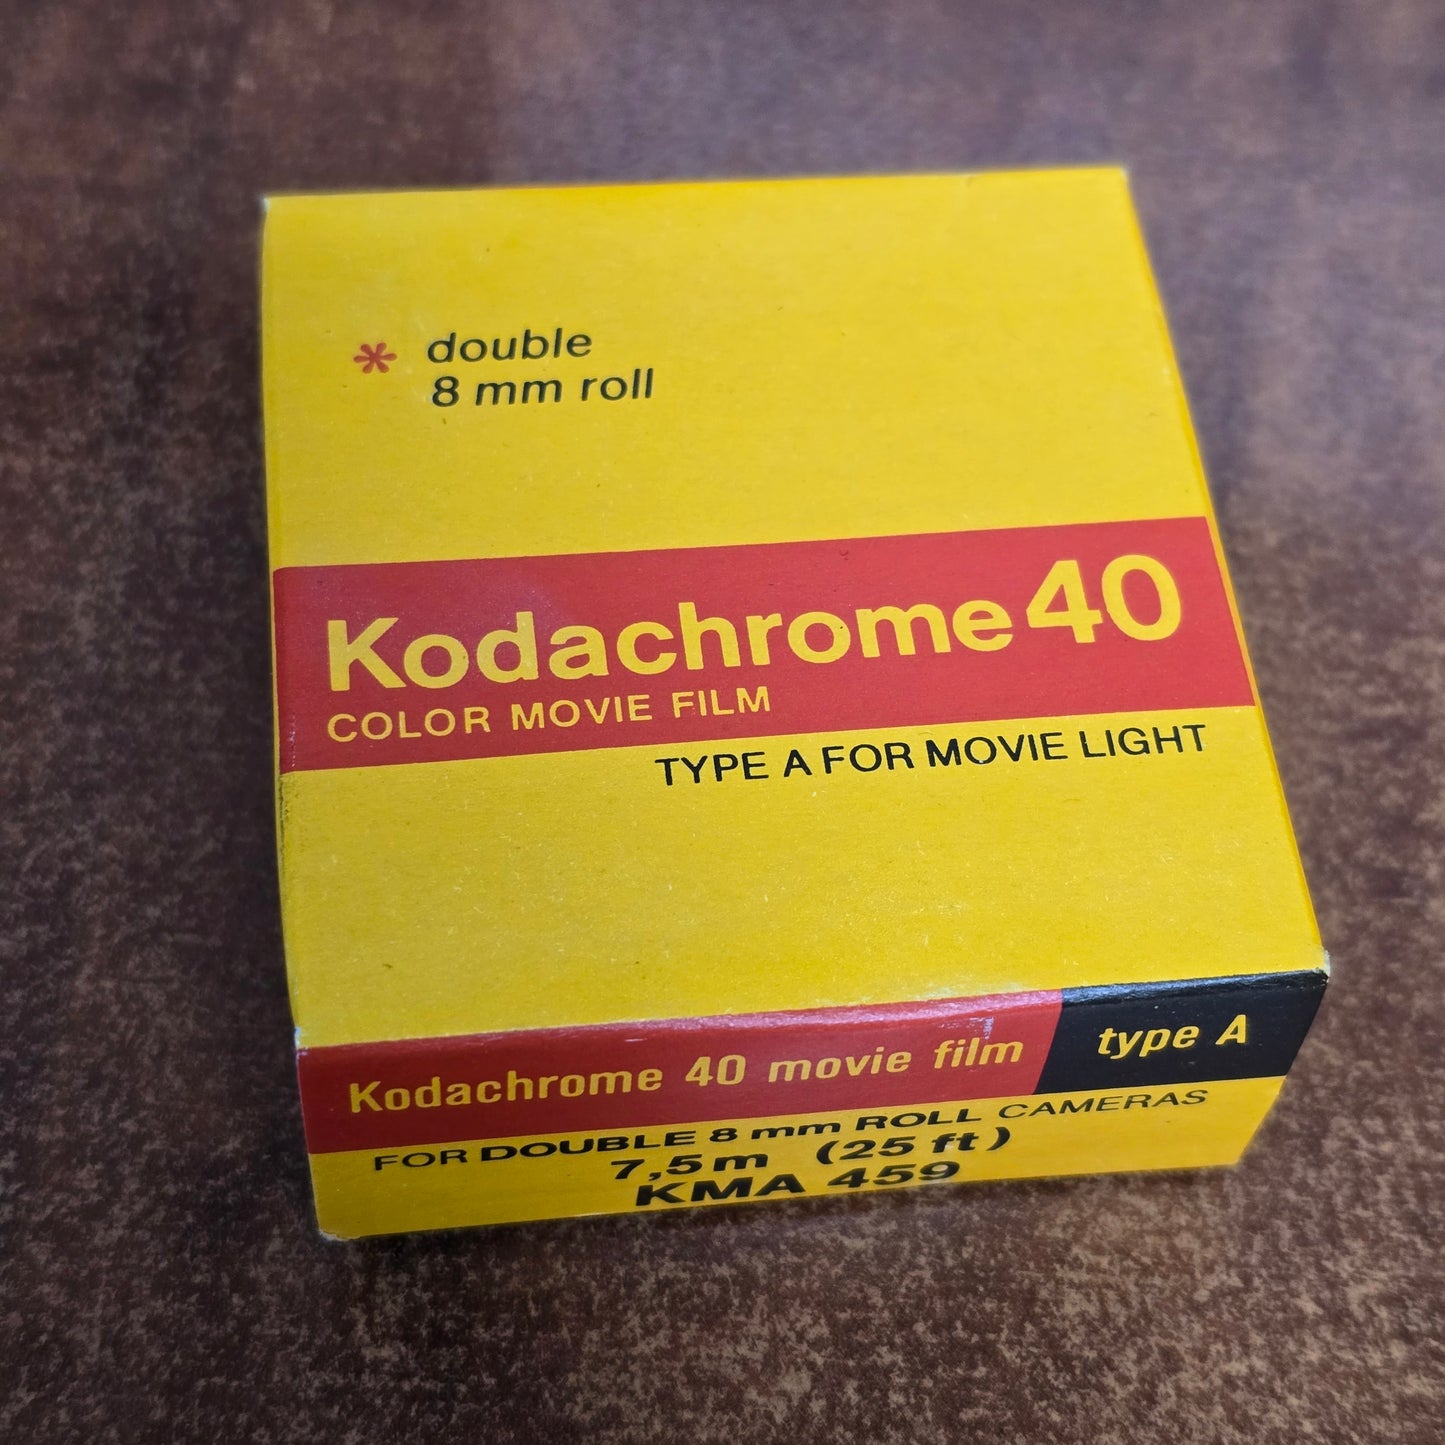 * double
8 mm roll
Kodachrome 40
COLOR MOVIE FILM
TYPE A FOR MOVIE LIGHT
Kodachrome 40 movie film type A
FOR DOUBLE 8 mm ROLL CAMERAS
7,5 m (25 ft)
KMA 459